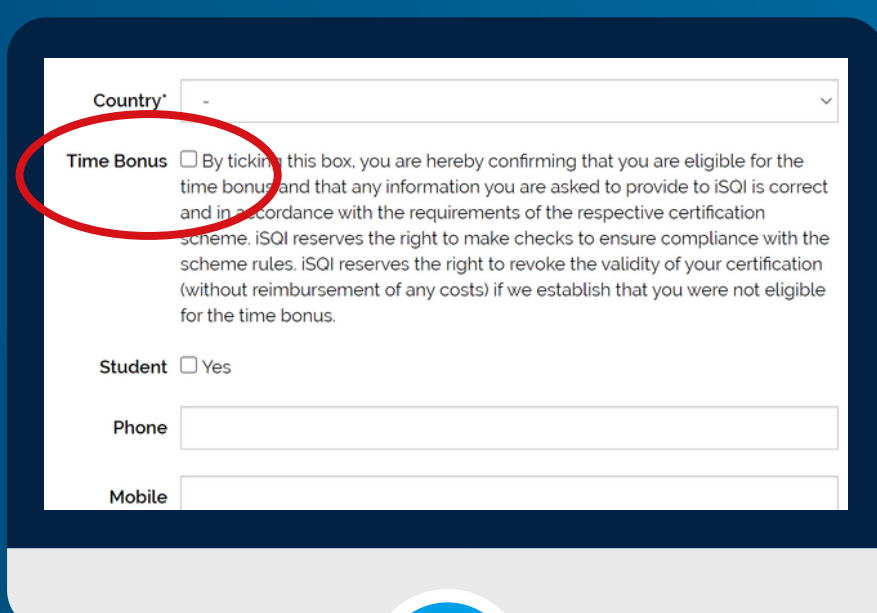 Country* -
Time Bonus By ticking this box, you are hereby confirming that you are eligible for the
time bonus and that any information you are asked to provide to iSQI is correct
and in accordance with the requirements of the respective certification
scheme. iSQI reserves the right to make checks to ensure compliance with the
scheme rules. iSQI reserves the right to revoke the validity of your certification
(without reimbursement of any costs) if we establish that you were not eligible
for the time bonus.
Student Yes
Phone
Mobile